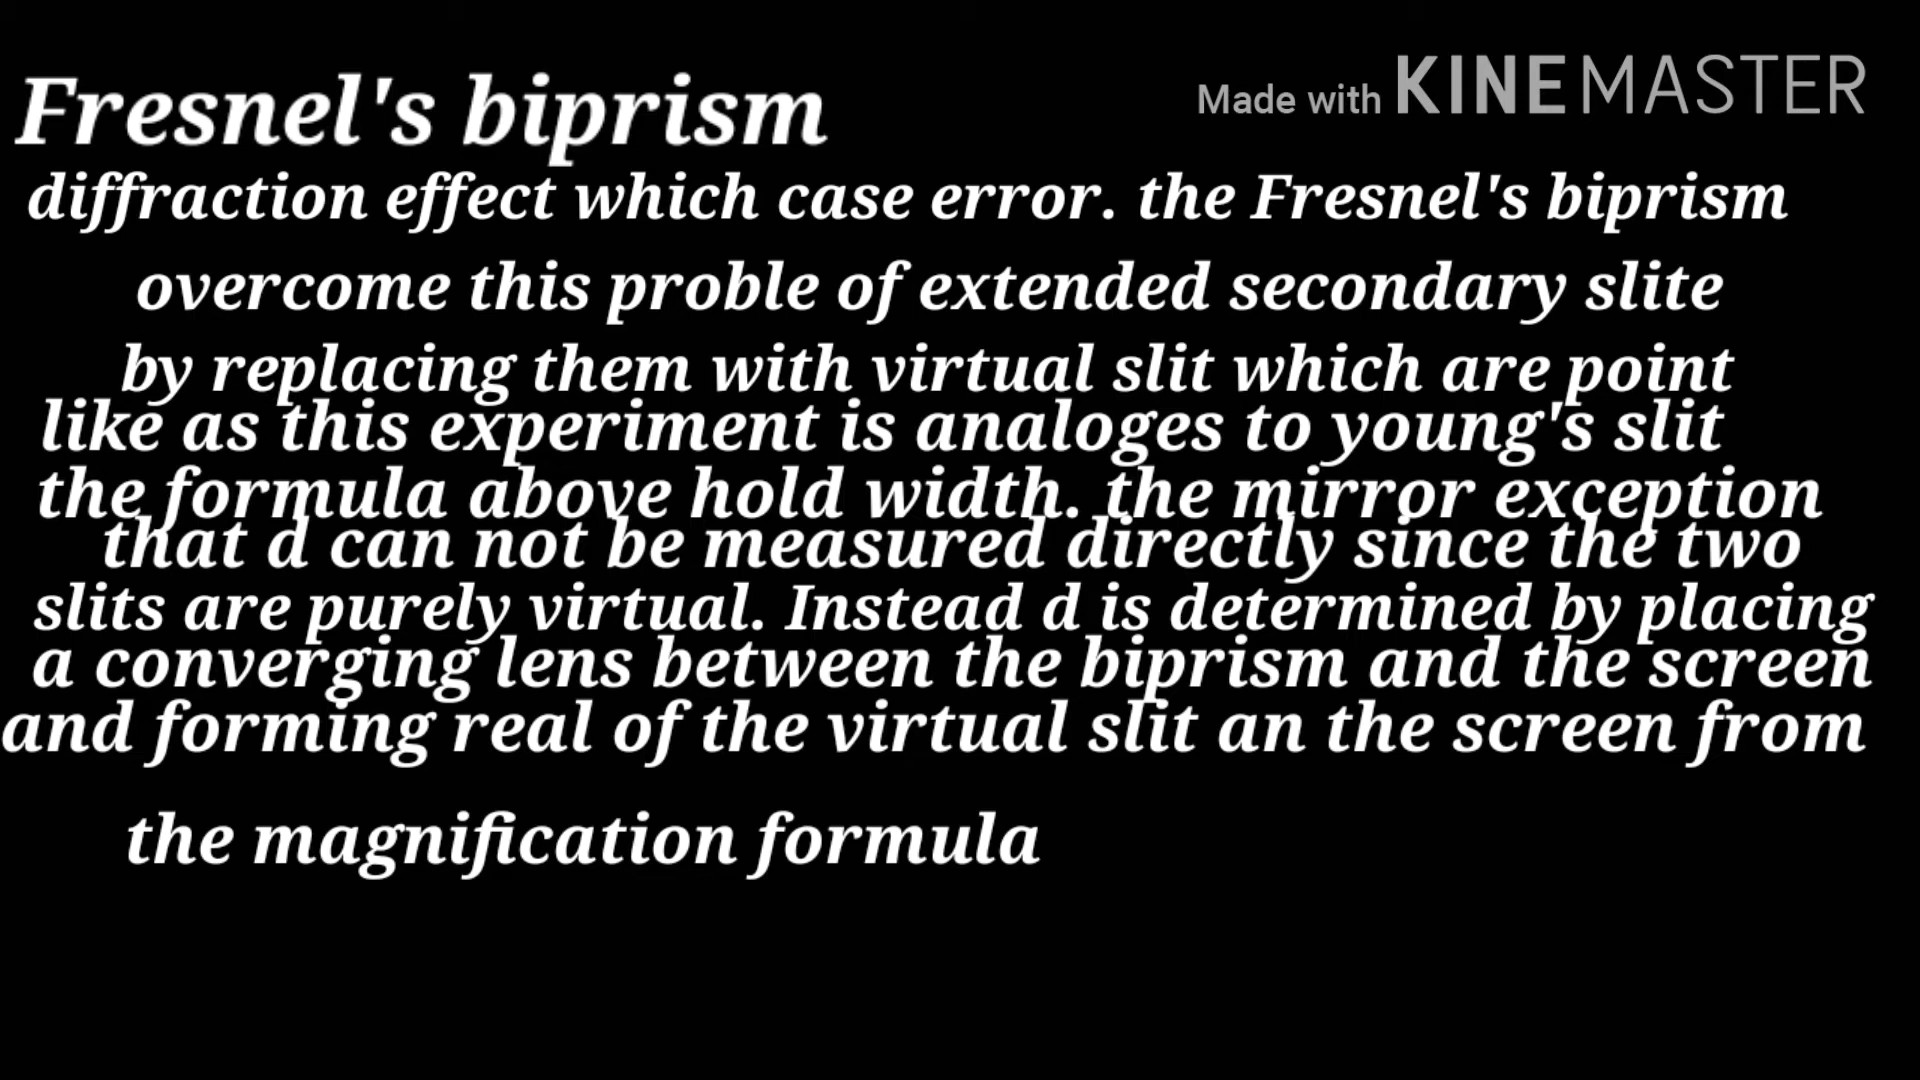 Made with KINEMASTER
Fresnel's biprism
diffraction effect which case error. the Fresnel's biprism
overcome this proble of extended secondary slite
by replacing them with virtual slit which are point
like as this experiment is analoges to young's slit
the formula above hold width. the mirror exception
that d can not be measured directly since the two
slits are purely virtual. Instead d is determined by placing
a converging lens between the biprism and the screen
and forming real of the virtual slit an the screen from
the magnification formula